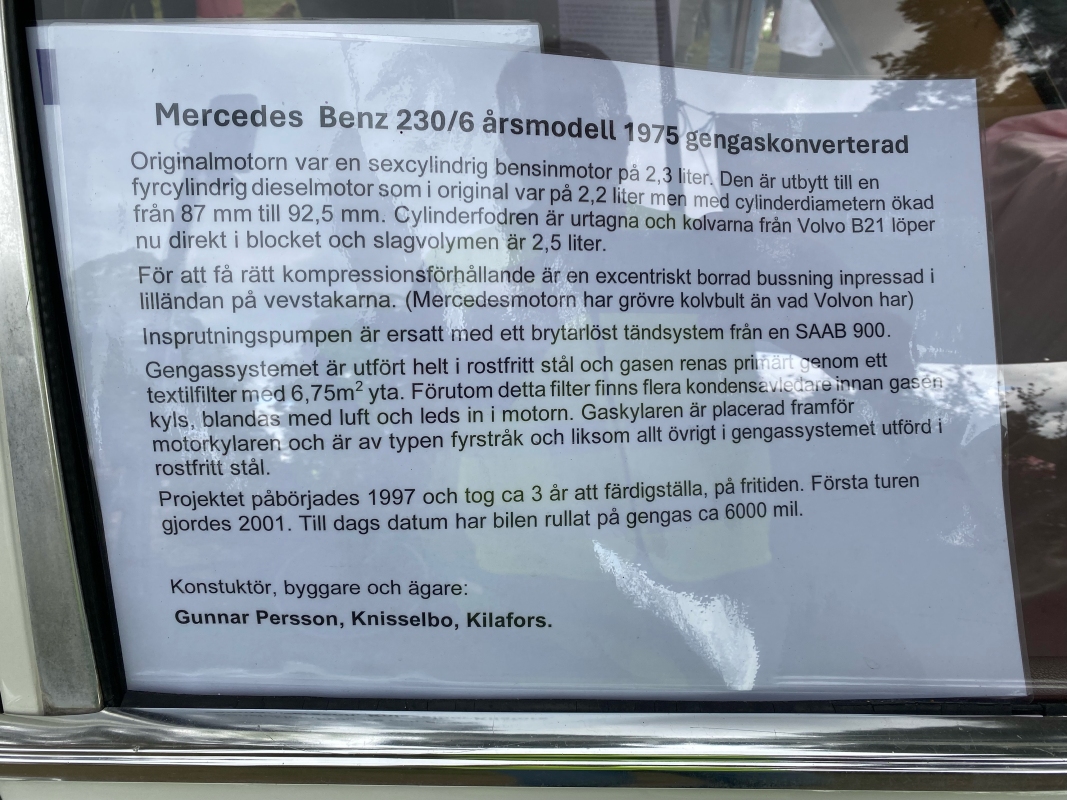 Mercedes Benz 230/6 årsmodell 1975 gengaskonverterad
Originalmotorn var en sexcylindrig bensinmotor på 2,3 liter. Den är utbytt till en
fyrcylindrig dieselmotor som i original var på 2,2 liter men med cylinderdiametern ökad
från 87 mm till 92,5 mm. Cylinderfodren är urtagna och kolvarna från Volvo B21 löper
nu direkt i blocket och slagvolymen är 2,5 liter.
För att få rätt kompressionsförhållande är en excentriskt borrad bussning inpressad i
lilländan på vevstakarna. (Mercedesmotorn har grövre kolvbult än vad Volvon har)
Insprutningspumpen är ersatt med ett brytarlöst tändsystem från en SAAB 900.
Gengassystemet är utfört helt i rostfritt stål och gasen renas primärt genom ett
textilfilter med 6,75m² yta. Förutom detta filter finns flera kondensavledare innan gasen
kyls, blandas med luft och leds in i motorn. Gaskylaren är placerad framför
motorkylaren och är av typen fyrstråk och liksom allt övrigt i gengassystemet utförd i
rostfritt stål.
Projektet påbörjades 1997 och tog ca 3 år att färdigställa, på fritiden. Första turen
gjordes 2001. Till dags datum har bilen rullat på gengas ca 6000 mil.
Konstuktör, byggare och ägare:
Gunnar Persson, Knisselbo, Kilafors.